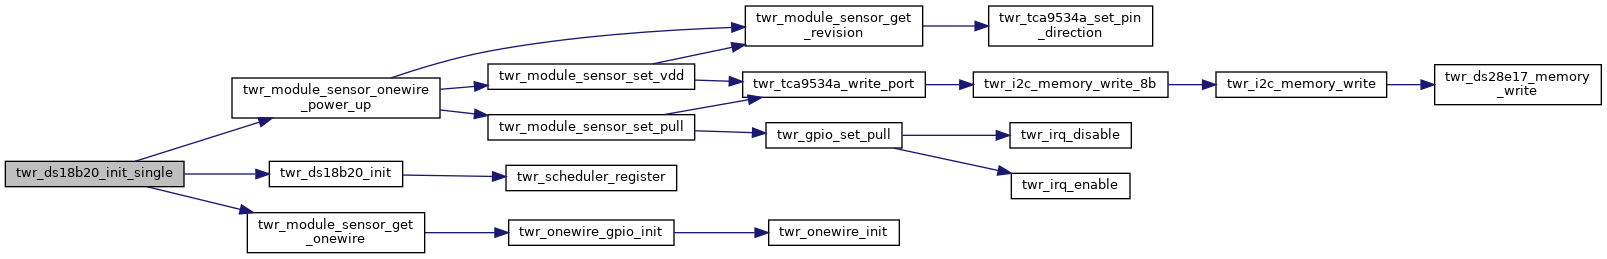 twr_ds18b20_init_single
twr_module_sensor_onewire
_power_up
twr_ds18b20_init
twr_module_sensor_get
_onewire
twr_module_sensor_set_vdd
twr_module_sensor_set_pull
twr_scheduler_register
twr_onewire_gpio_init
twr_module_sensor_get
_revision
twr_tca9534a_write_port
twr_gpio_set_pull
twr_onewire_init
twr_tca9534a_set_pin
_direction
twr_i2c_memory_write_8b
twr_irq_disable
twr_irq_enable
twr_i2c_memory_write
twr_ds28e17_memory
_write